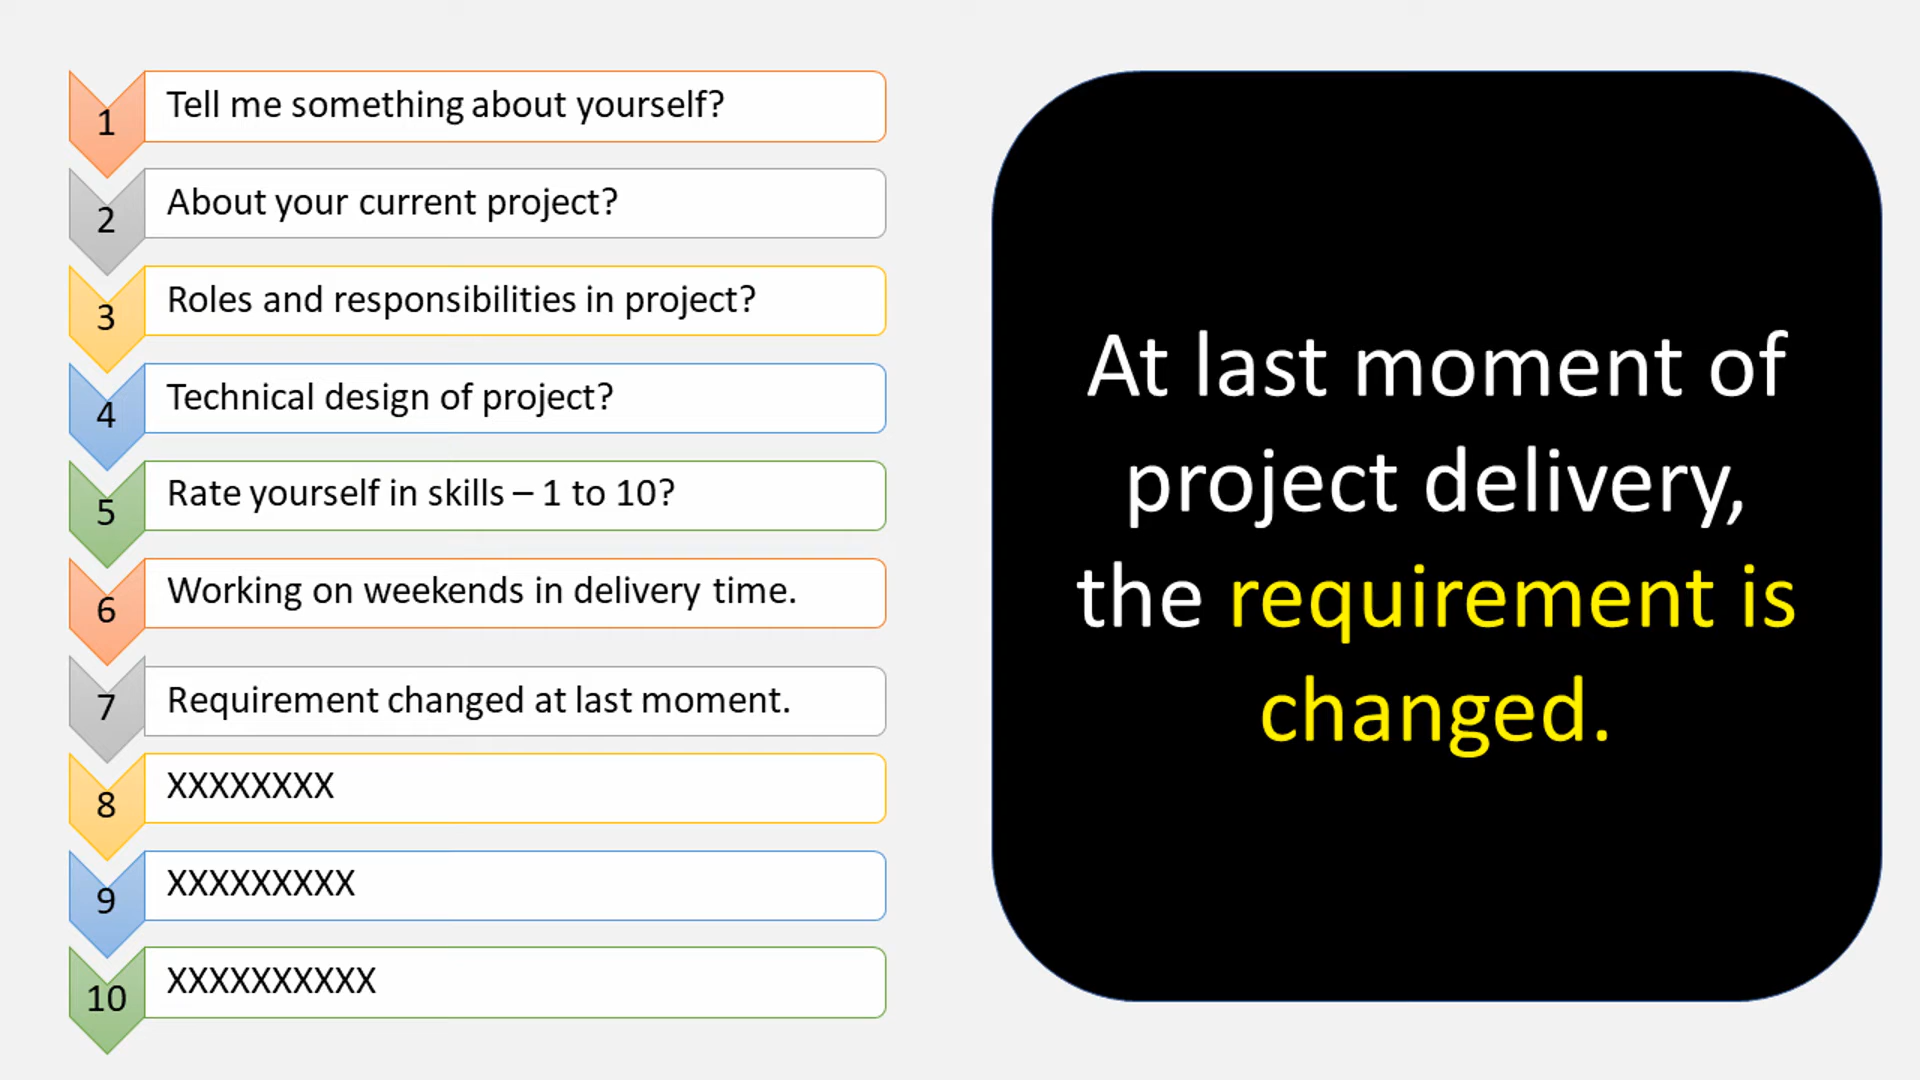 1
Tell me something about yourself?
2
About your current project?
3
Roles and responsibilities in project?
4
Technical design of project?
5
Rate yourself in skills – 1 to 10?
6
Working on weekends in delivery time.
7
Requirement changed at last moment.
8
XXXXXXXX
9
XXXXXXXXX
10
XXXXXXXXXX
At last moment of
project delivery,
the requirement is
changed.